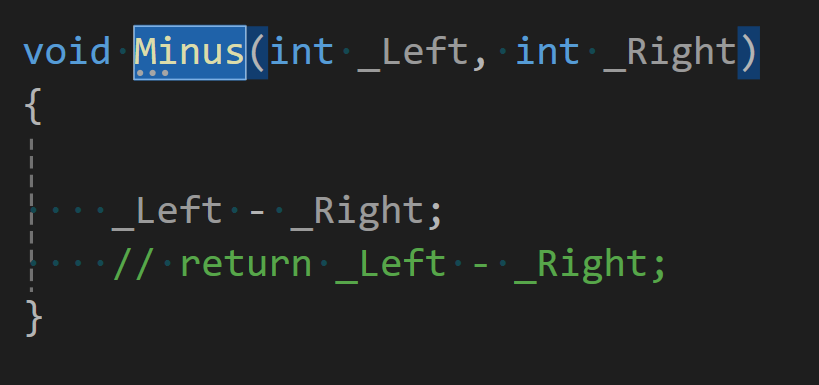 void Minus(int _Left, int _Right)
{
_Left - _Right;
// return _Left - _Right;
}